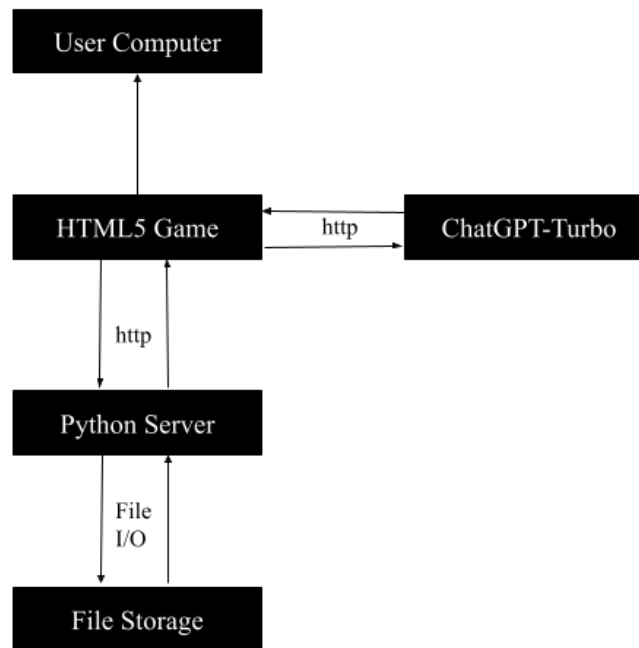 User Computer
HTML5 Game
http
ChatGPT-Turbo
http
Python Server
File
I/O
File Storage